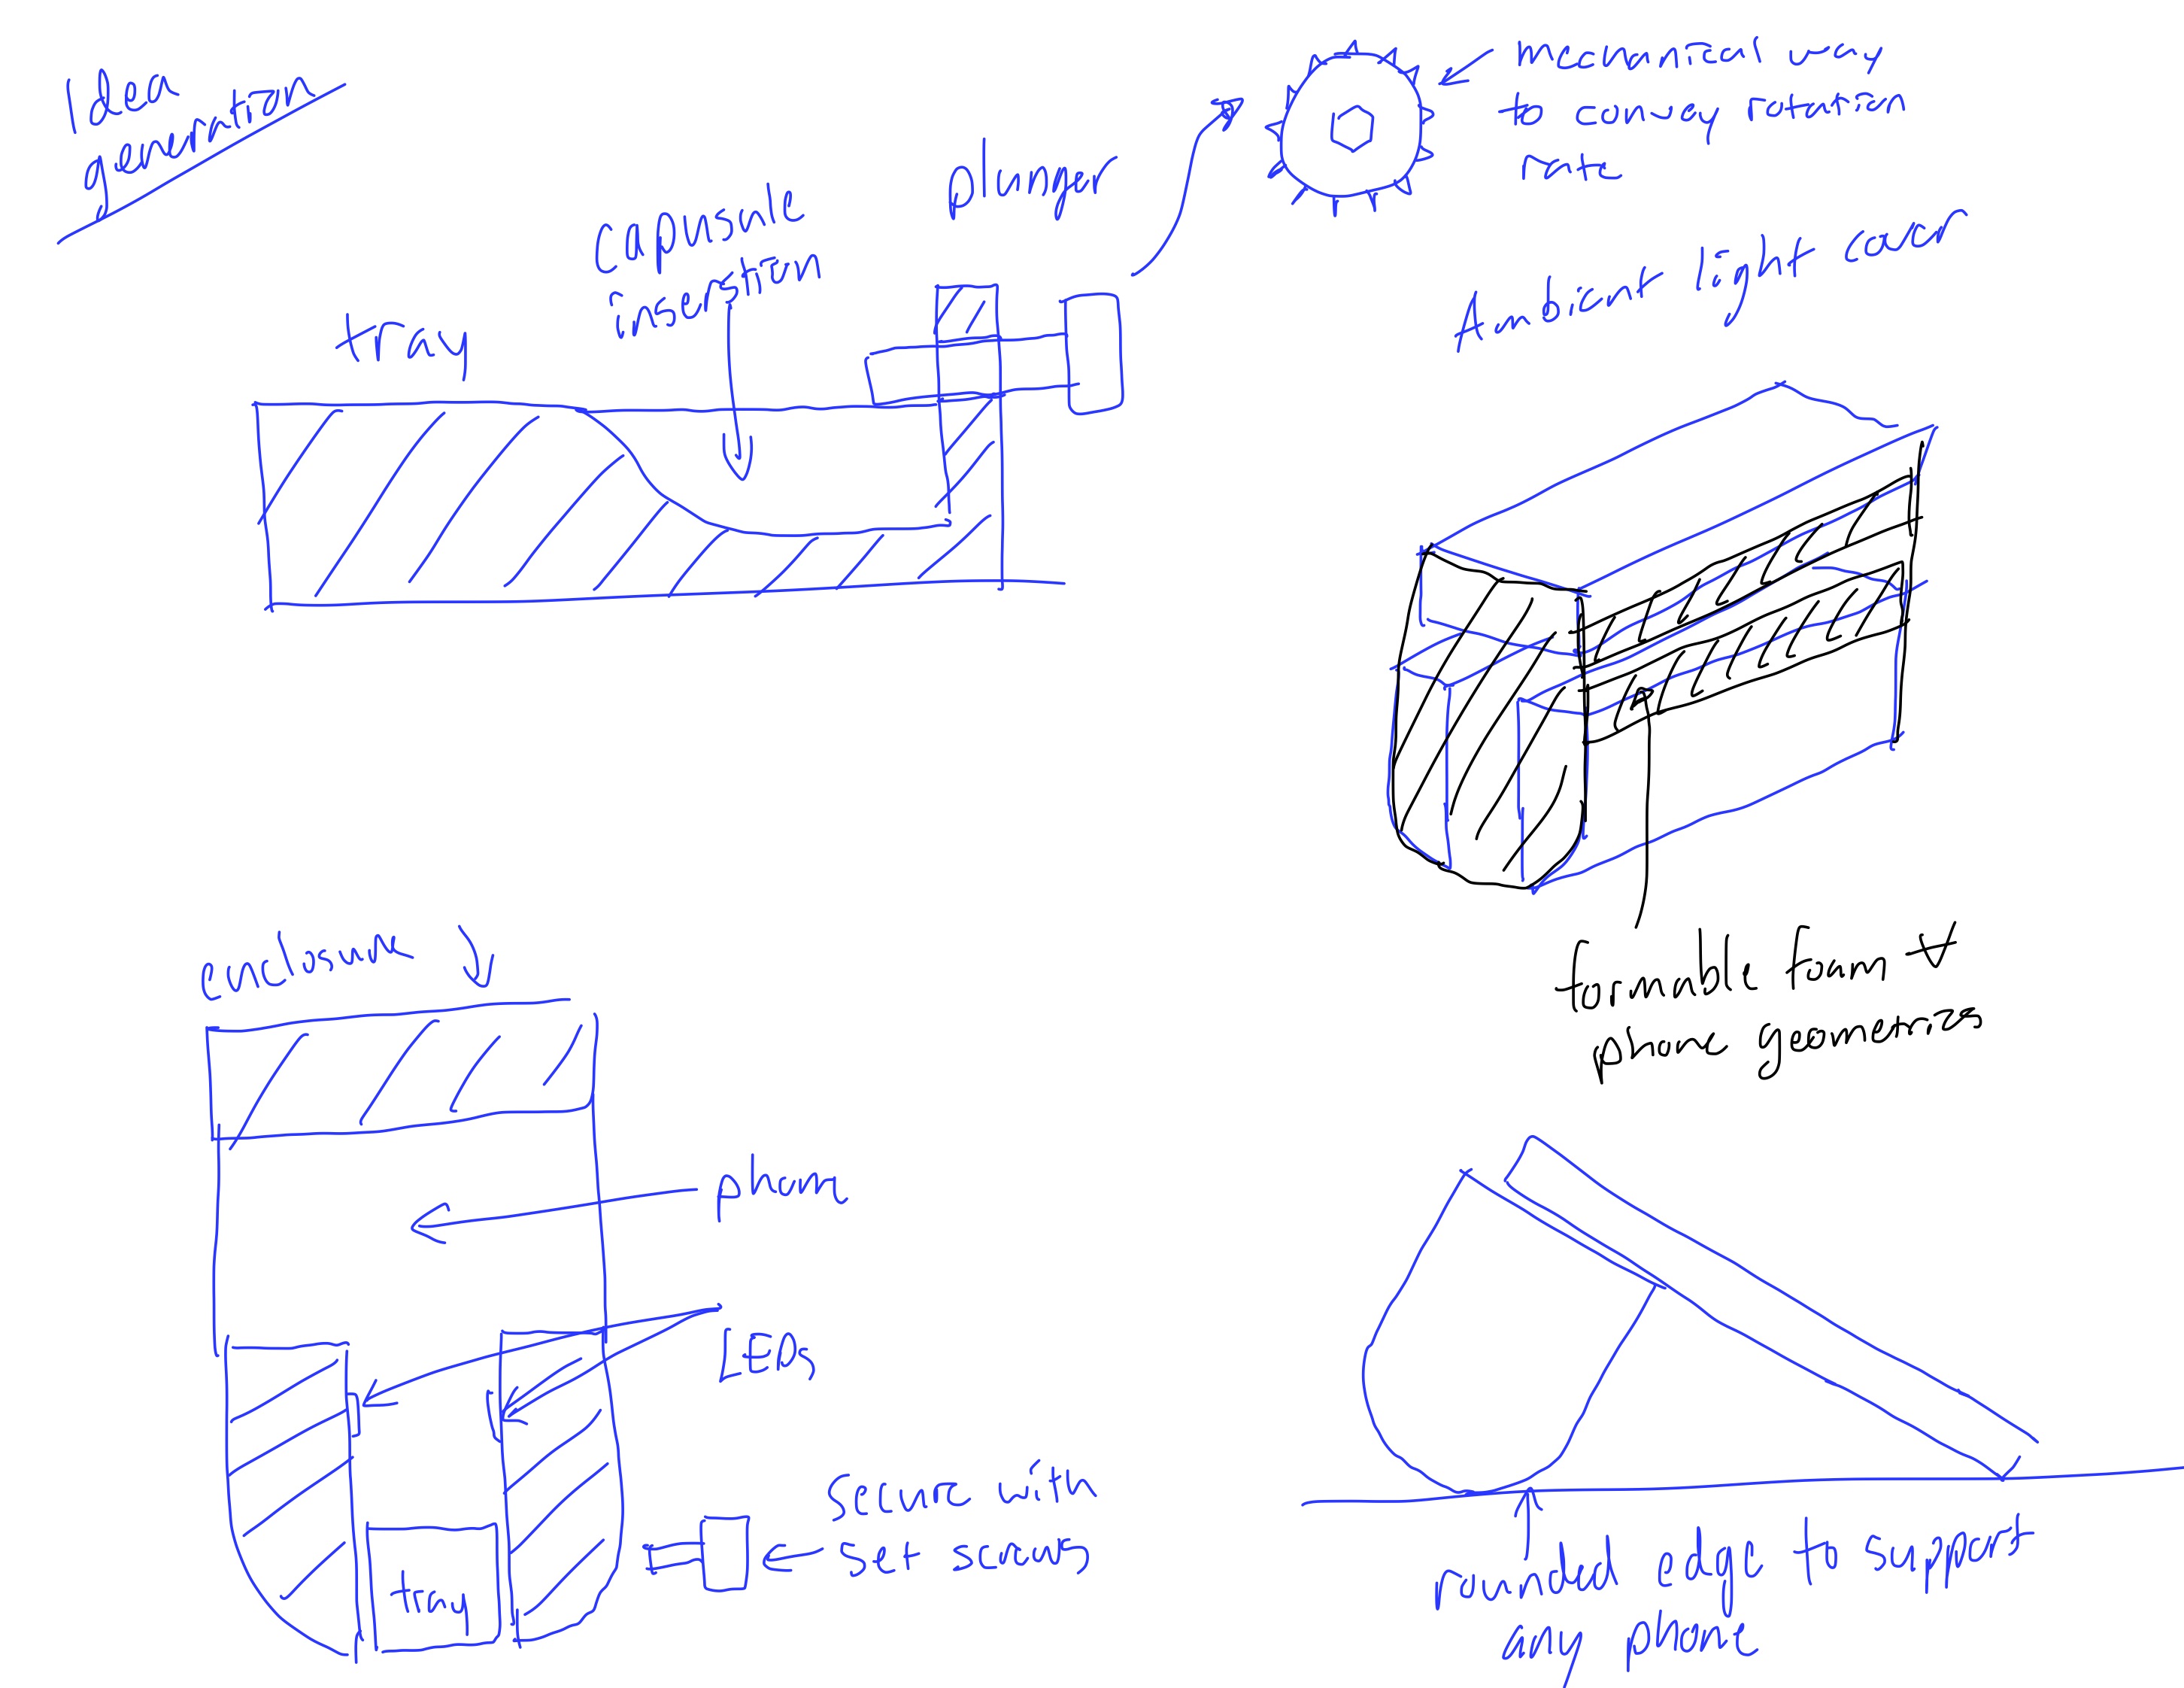 Idea
generation
tray
capusule
insertion
plunger
mechanical way
to convey rotation
rate
Ambient light cover
enclosure
phone
LEDs
tray
secure with
set screws
formable foam ∀
phone geometries
rounded edge to support
any phone